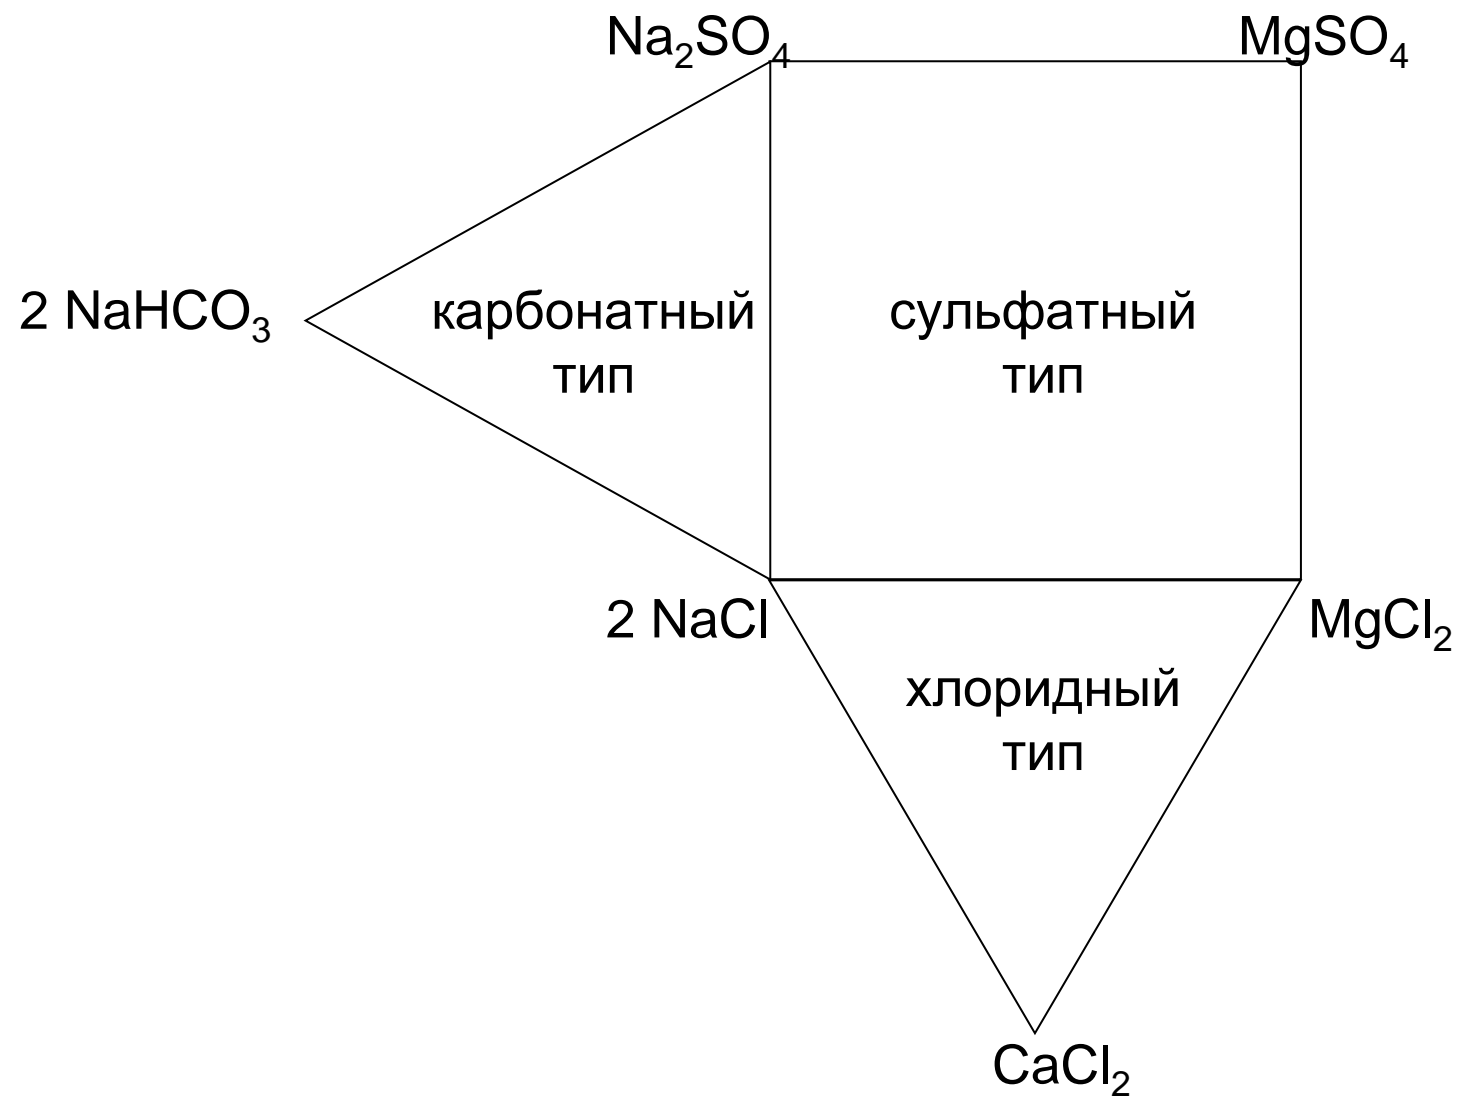 Na₂SO₄
MgSO₄
2 NaHCO₃
карбонатный
тип
сульфатный
тип
2 NaCl
MgCl₂
хлоридный
тип
CaCl₂